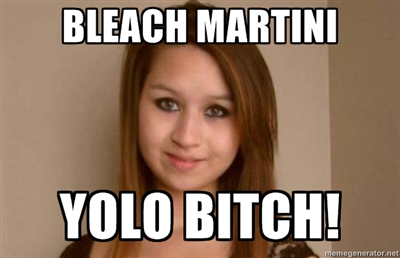 BLEACH MARTINI
YOLO BITCH!
memegenerator.net